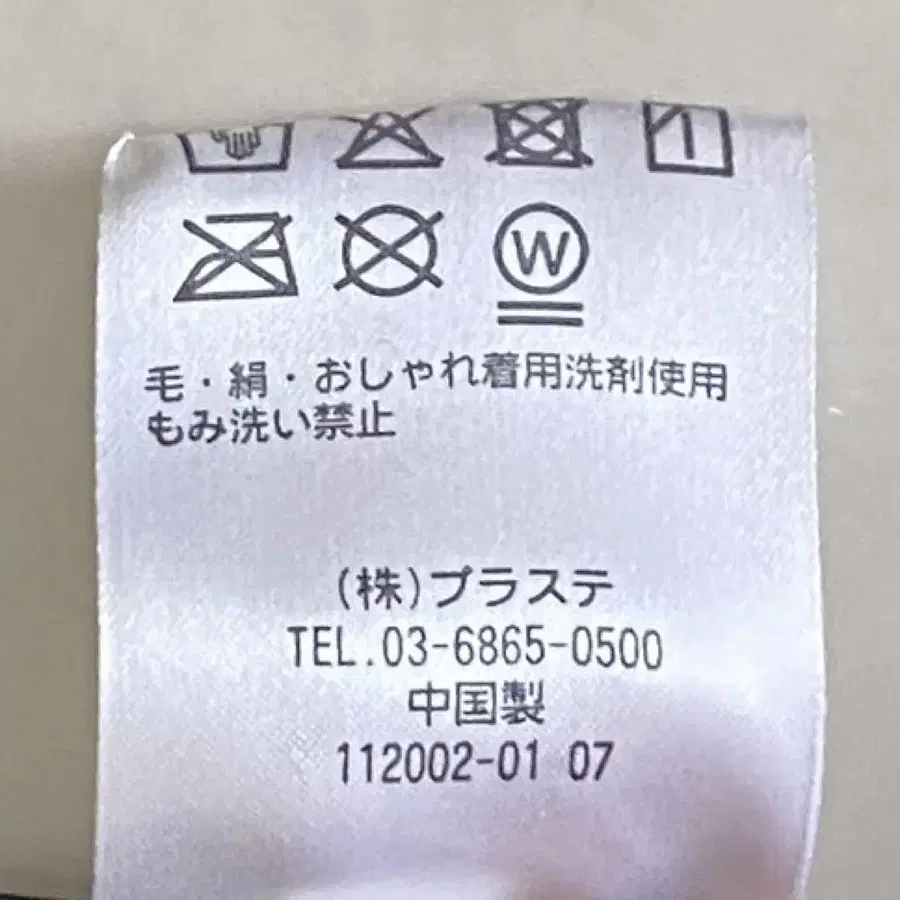 W
毛・絹・おしゃれ着用洗剤使用
もみ洗い禁止
(株)プラステ
TEL.03-6865-0500
中国製
112002-01 07